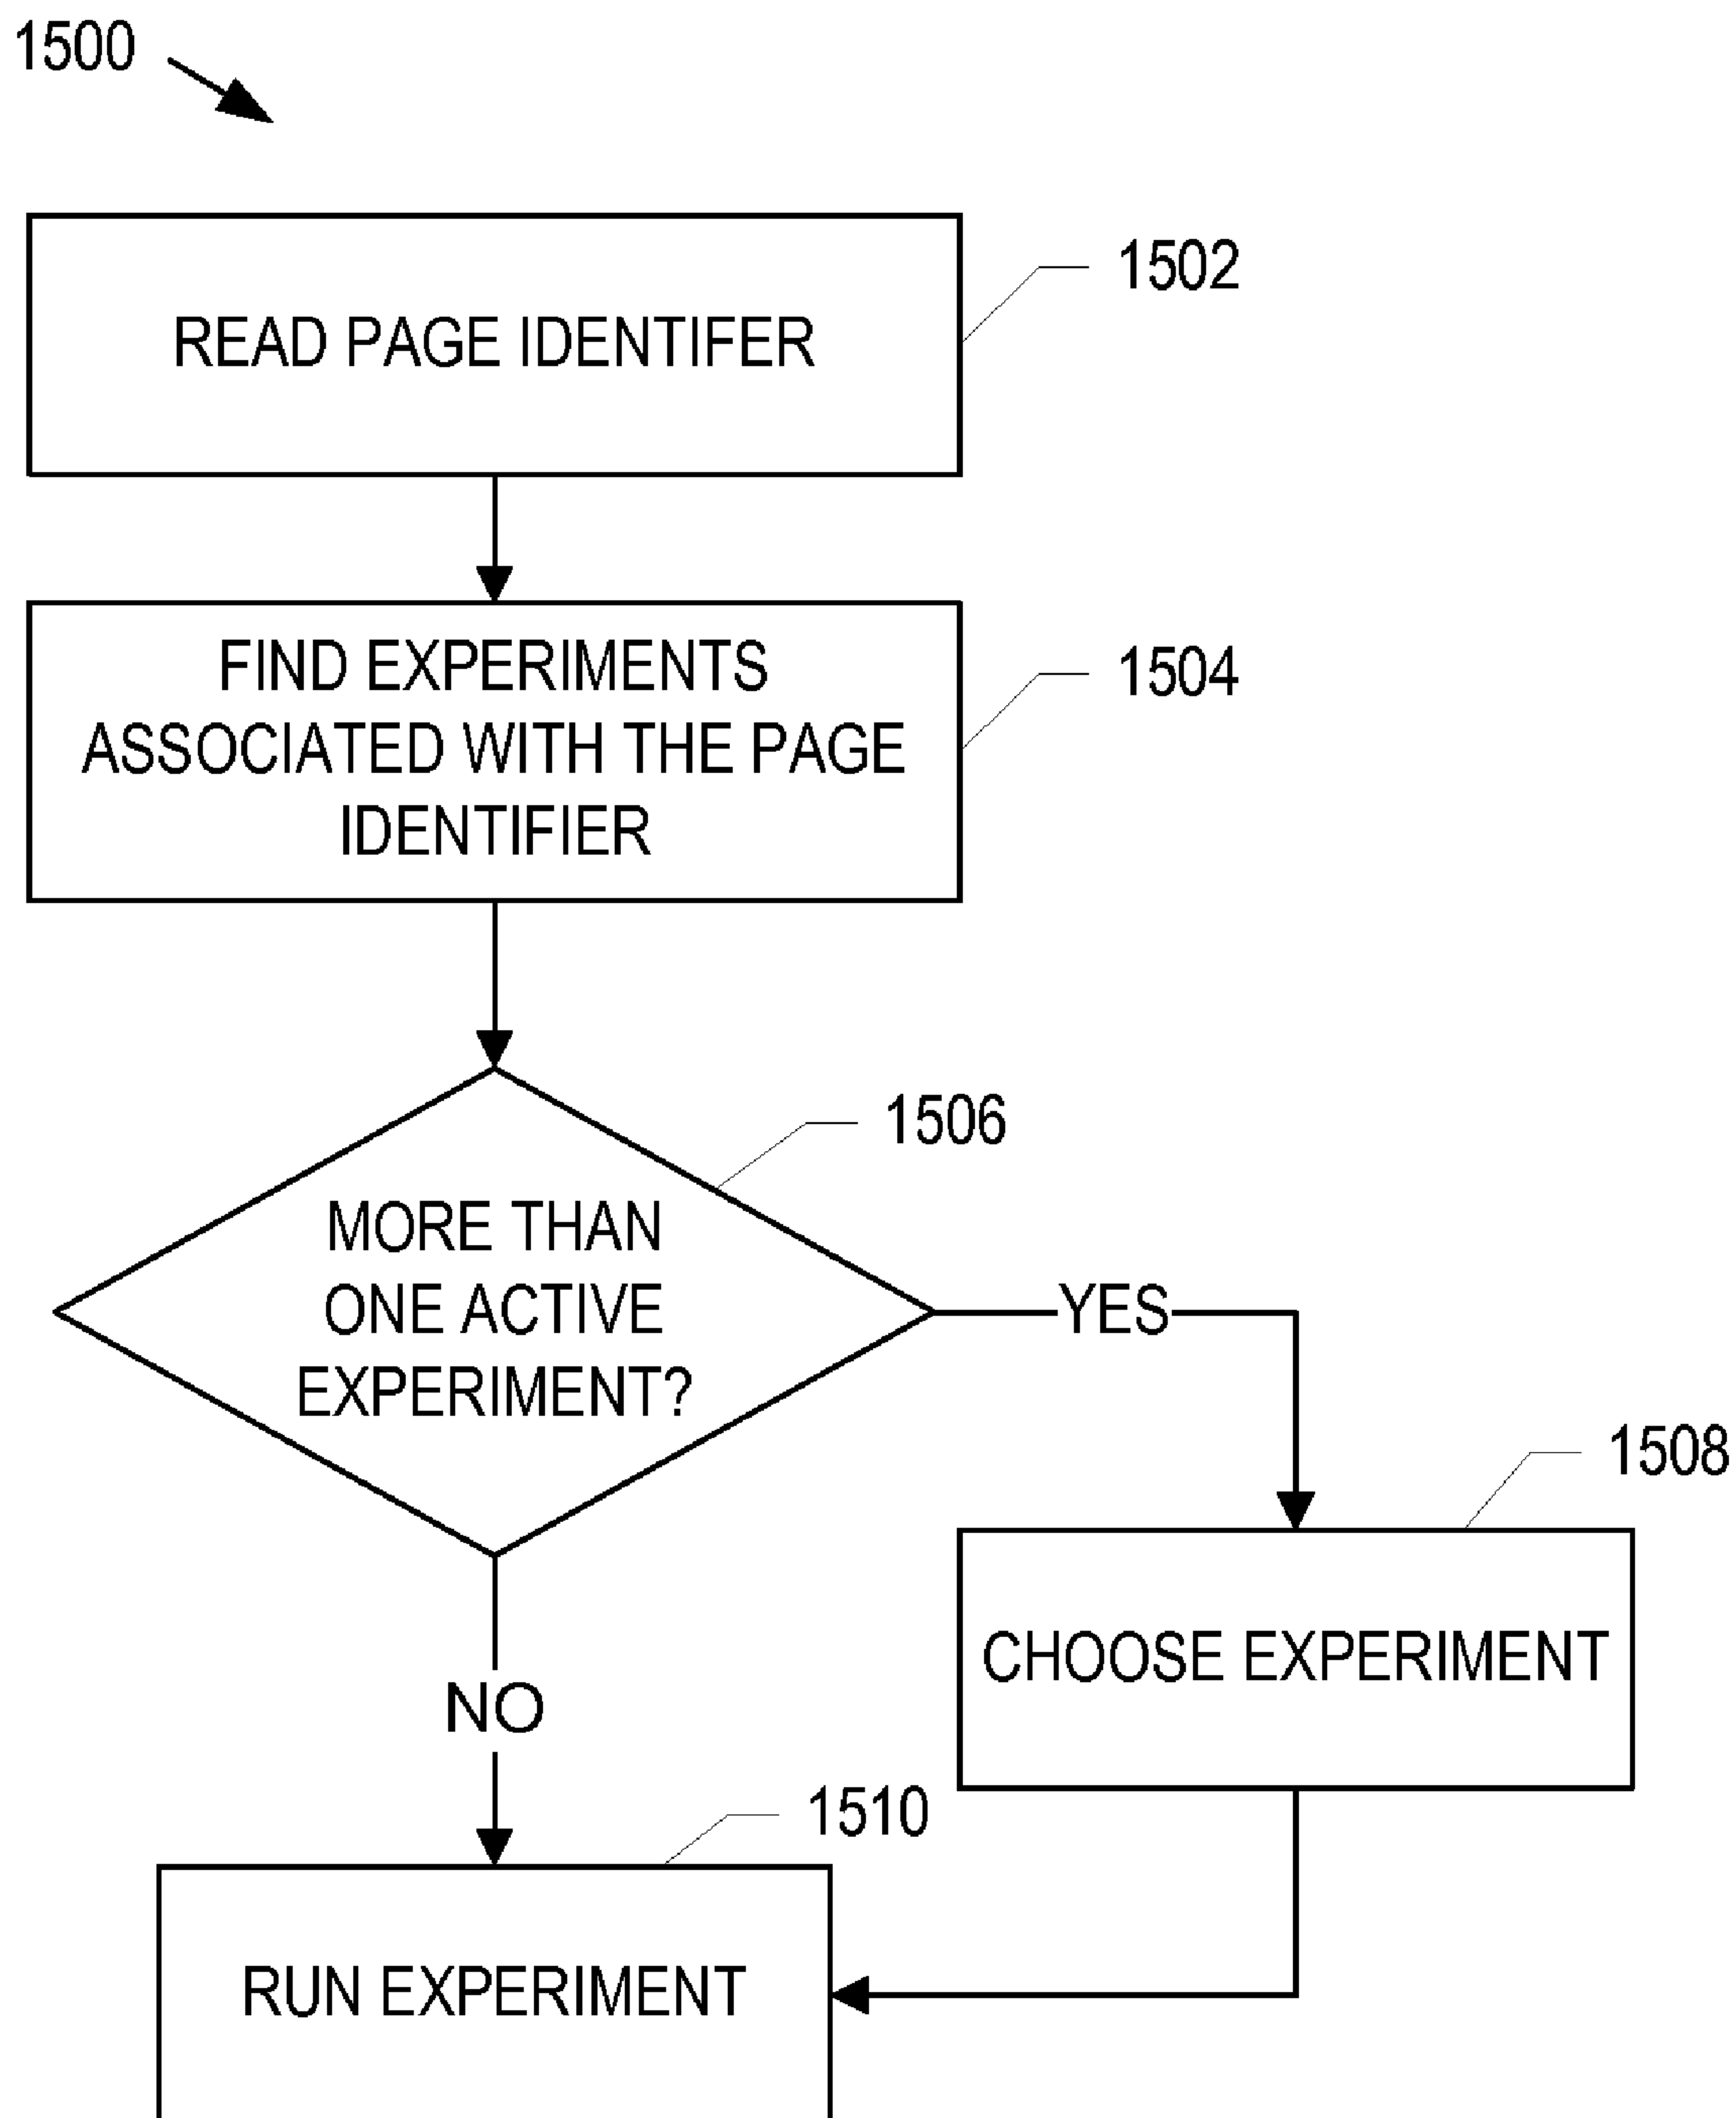 1500
READ PAGE IDENTIFER
1502
FIND EXPERIMENTS
ASSOCIATED WITH THE PAGE
IDENTIFIER
1504
1506
MORE THAN
ONE ACTIVE
EXPERIMENT?
YES
1508
CHOOSE EXPERIMENT
NO
1510
RUN EXPERIMENT